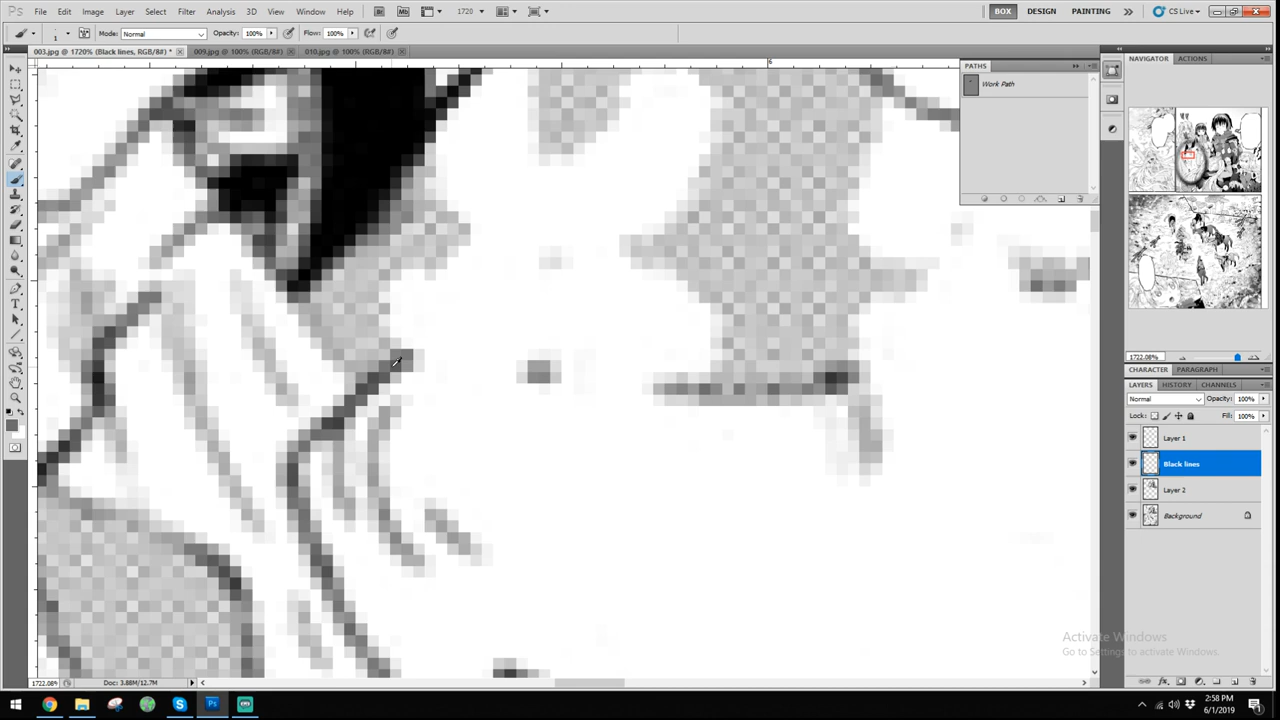 Ps File Edit Image Layer Select Filter Analysis 3D View Window Help 1720 BOX DESIGN PAINTING CS Live
1 Mode: Normal Opacity: 100% Flow: 100%
003.jpg @ 1720% (Black lines, RGB/8#) * 009.jpg @ 100% (RGB/8#) 010.jpg @ 100% (RGB/8#)
6
PATHS
Work Path
NAVIGATOR ACTIONS
1722.08%
CHARACTER PARAGRAPH
LAYERS HISTORY CHANNELS
Normal Opacity: 100%
Lock: Fill: 100%
Layer 1
Black lines
Layer 2
Background
Activate Windows
Go to Settings to activate Windows.
1722.08% Doc: 3.88M/12.7M
2:58 PM
6/1/2019